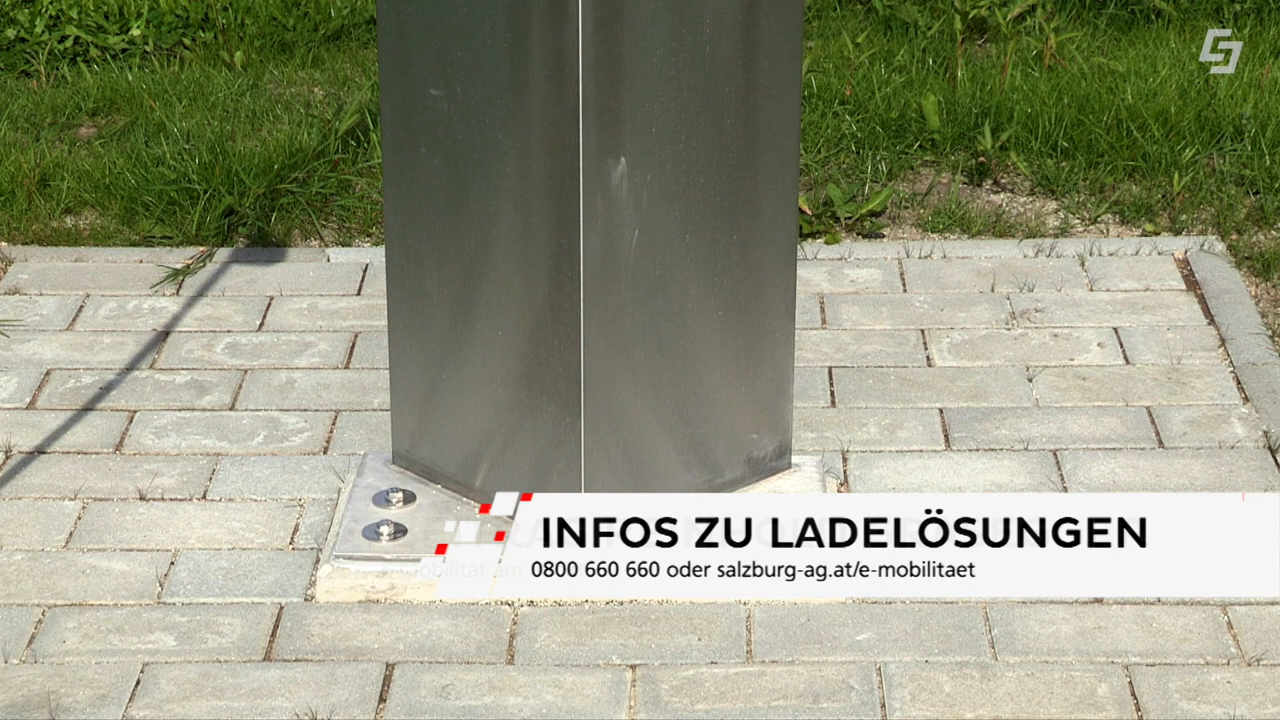 INFOS ZU LADELÖSUNGEN
0800 660 660 oder salzburg-ag.at/e-mobilitaet